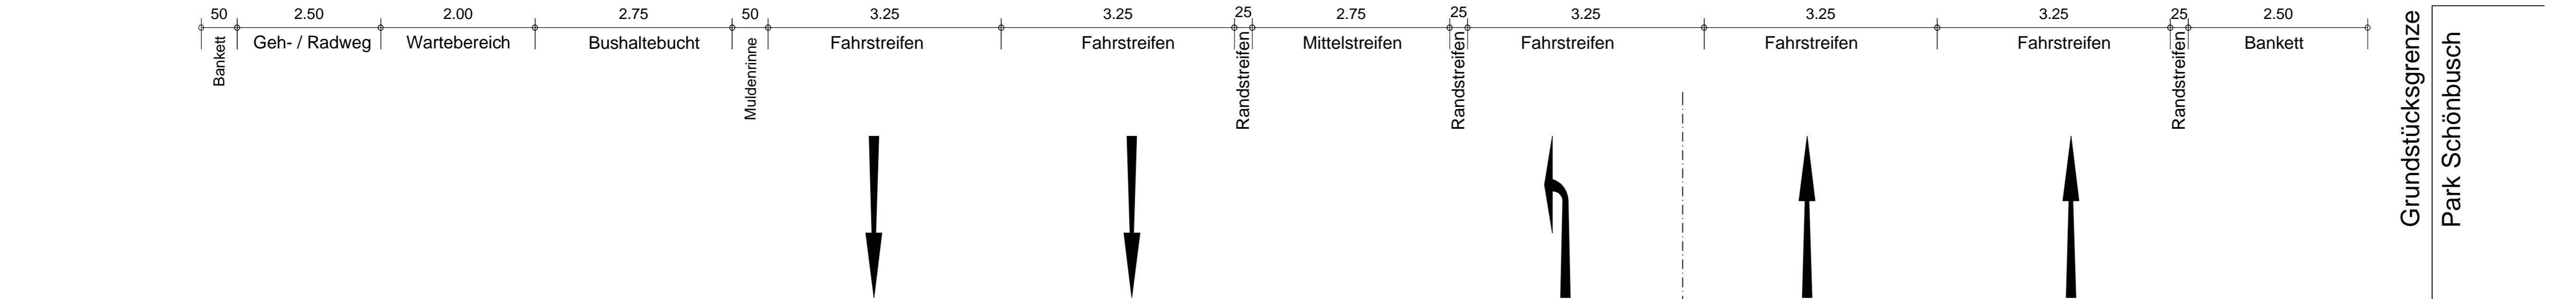 50 2.50 2.00 2.75 50 3.25 3.25 25 2.75 25 3.25 3.25 3.25 25 2.50
Bankett Geh- / Radweg Wartebereich Bushaltebucht Muldenrinne Fahrstreifen Fahrstreifen Randstreifen Mittelstreifen Randstreifen Fahrstreifen Fahrstreifen Fahrstreifen Randstreifen Bankett
Grundstücksgrenze
Park Schönbusch